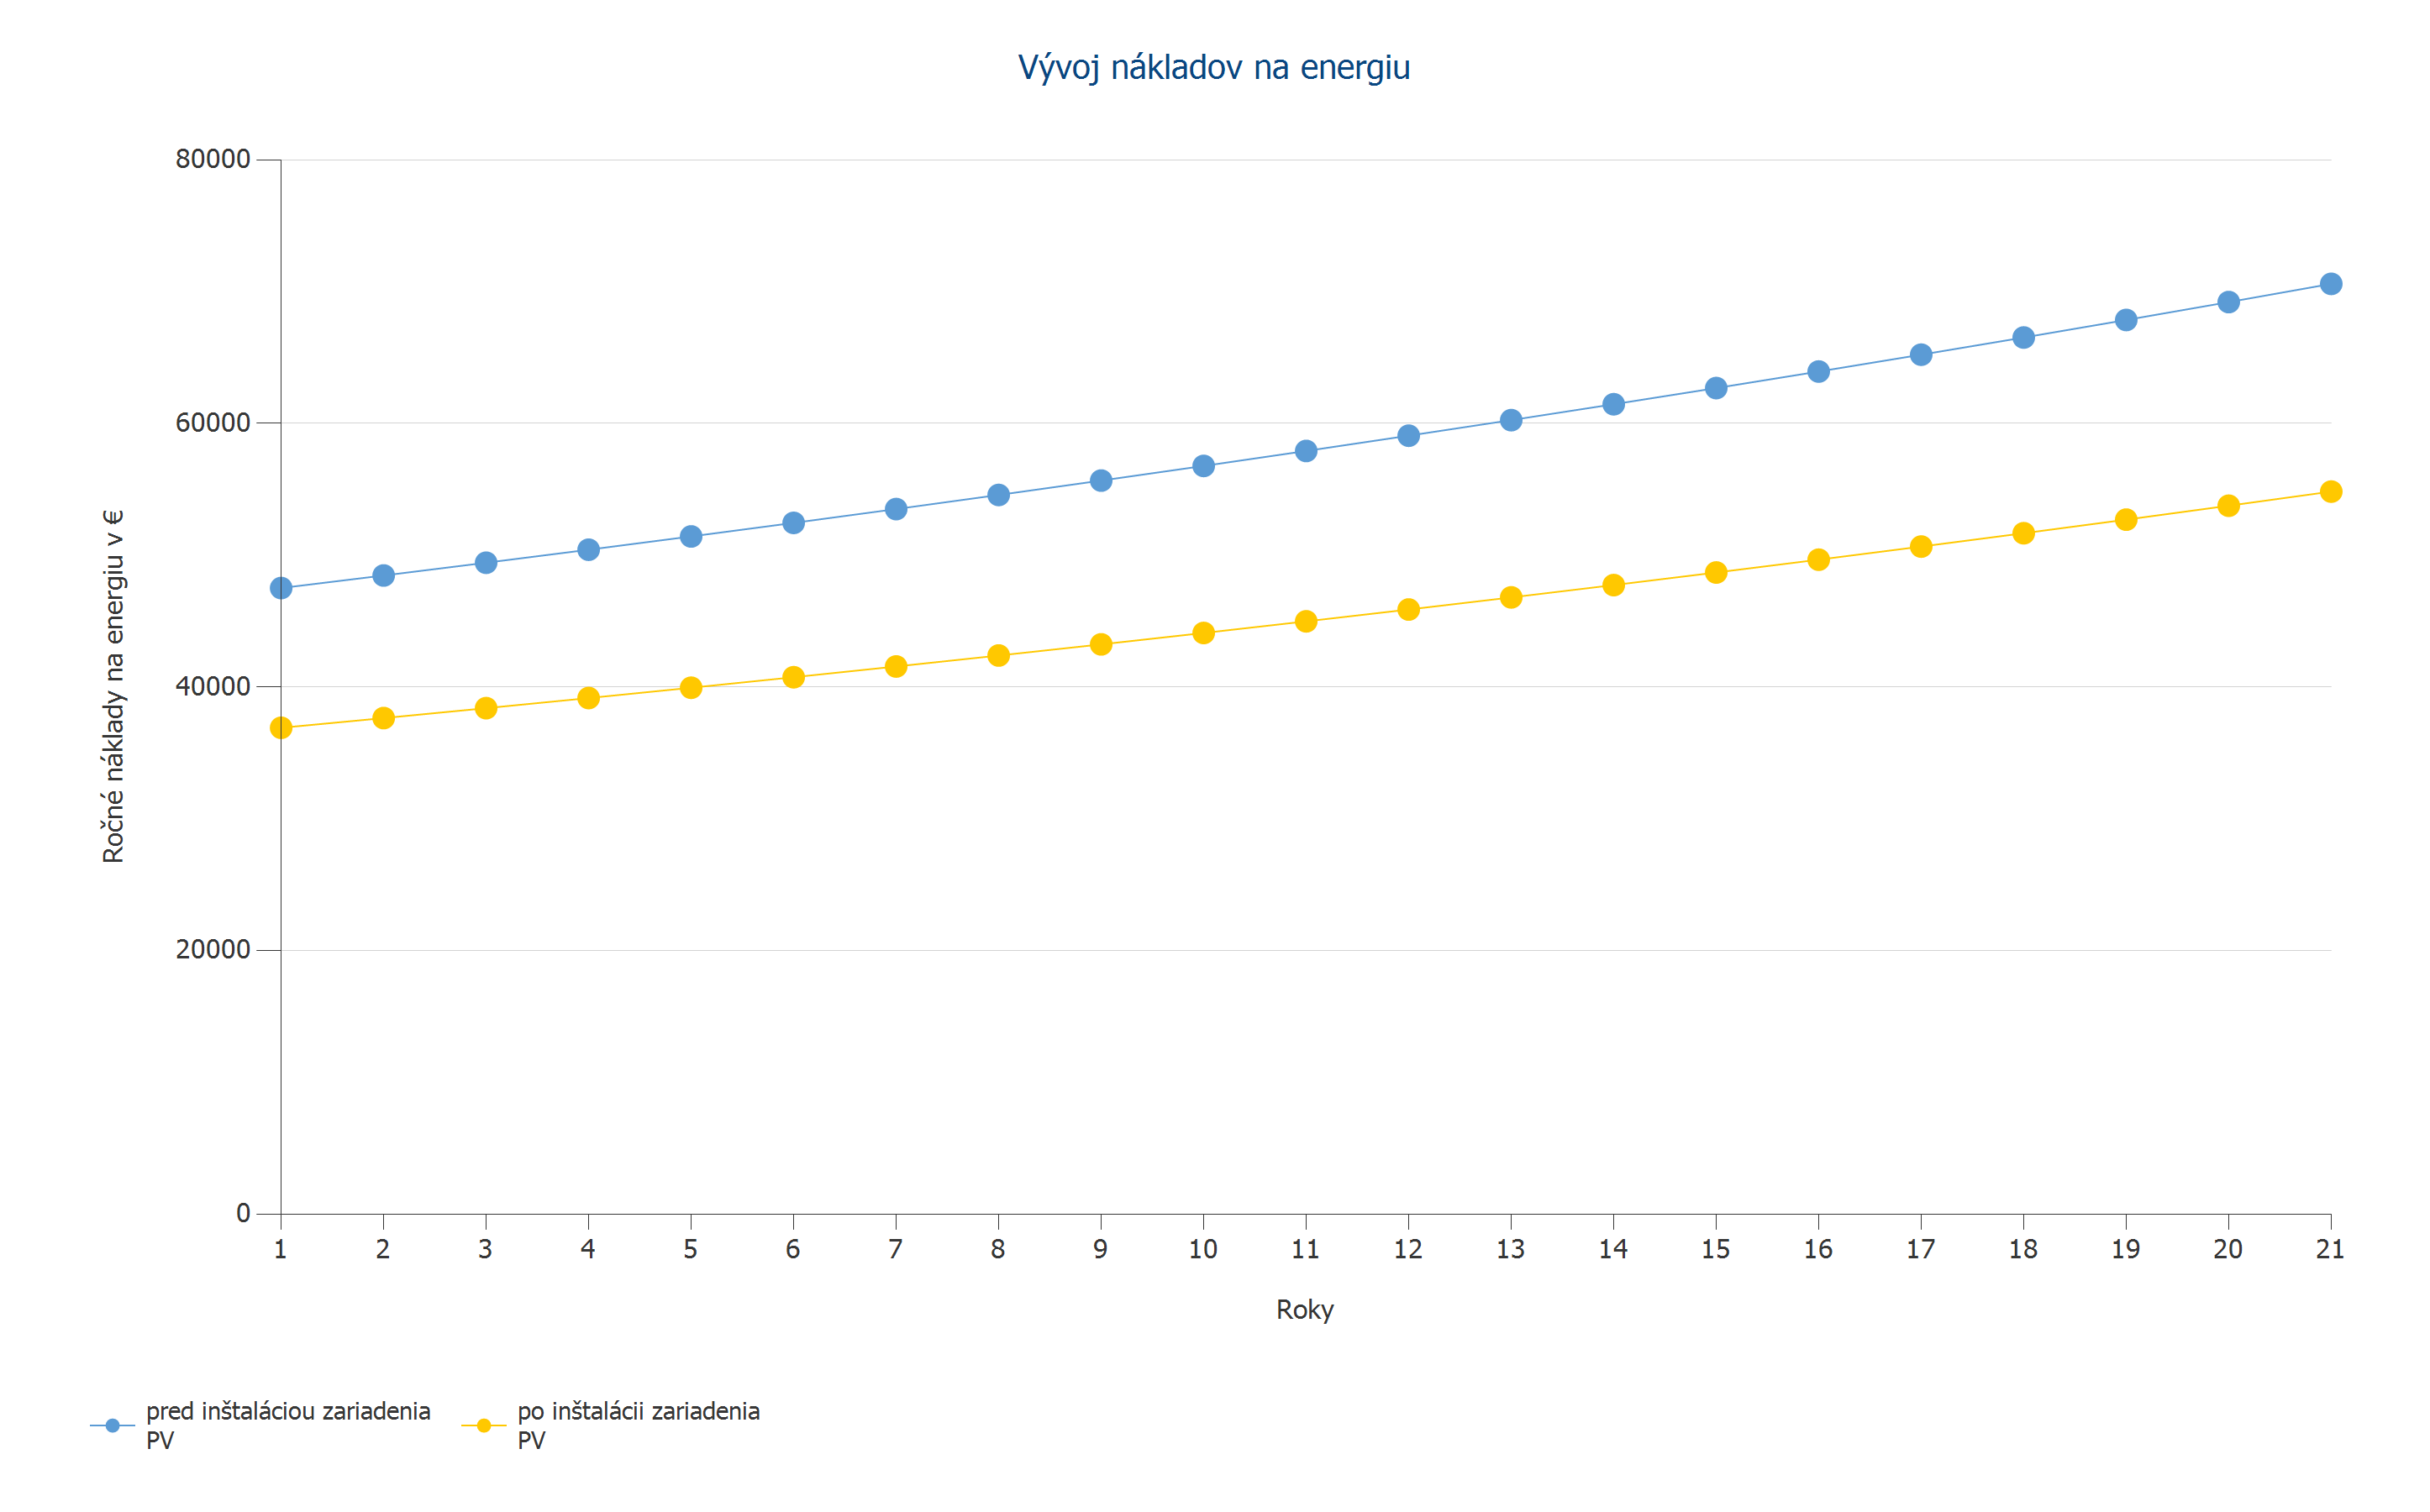 Vývoj nákladov na energiu
80000
60000
40000
20000
0
Ročné náklady na energiu v €
1 2 3 4 5 6 7 8 9 10 11 12 13 14 15 16 17 18 19 20 21
Roky
pred inštaláciou zariadenia
PV
po inštalácii zariadenia
PV